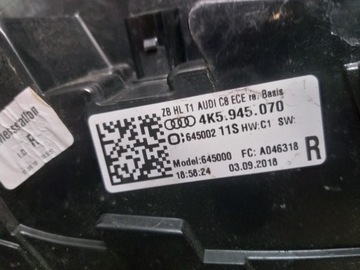 ZB HL T1 AUDI C8 ECE re. Basis
4K5.945.070
:645002 11S HW:C1 SW:
Model:645000 FC: A046318
18:58:24 03.09.2018 R
R